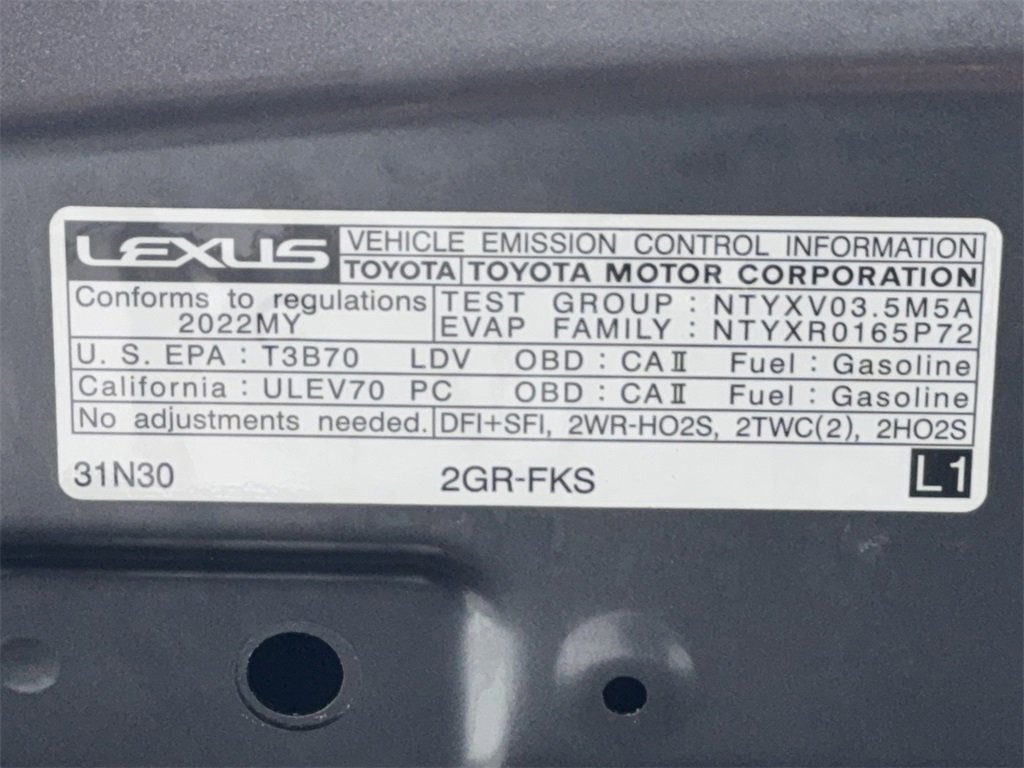 LEXUS VEHICLE EMISSION CONTROL INFORMATION
TOYOTA TOYOTA MOTOR CORPORATION
Conforms to regulations TEST GROUP : NTYXV03.5M5A
2022MY EVAP FAMILY : NTYXR0165P72
U. S. EPA : T3B70 LDV OBD : CAⅡ Fuel : Gasoline
California : ULEV70 PC OBD : CAⅡ Fuel : Gasoline
No adjustments needed. DFI+SFI, 2WR-HO2S, 2TWC(2), 2HO2S
31N30 2GR-FKS L1